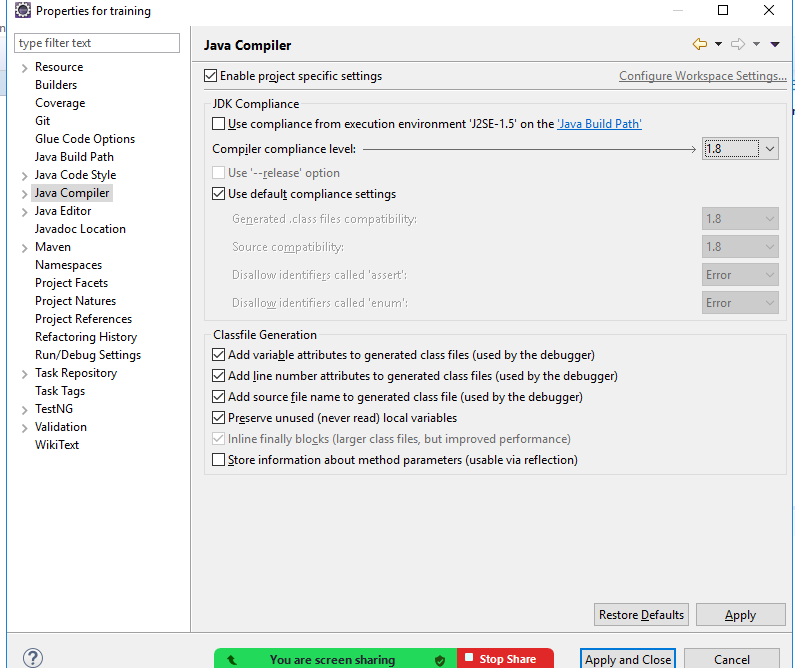 Properties for training
type filter text
Resource
Builders
Coverage
Git
Glue Code Options
Java Build Path
Java Code Style
Java Compiler
Java Editor
Javadoc Location
Maven
Namespaces
Project Facets
Project Natures
Project References
Refactoring History
Run/Debug Settings
Task Repository
Task Tags
TestNG
Validation
WikiText
Java Compiler
Enable project specific settings
Configure Workspace Settings...
JDK Compliance
Use compliance from execution environment 'J2SE-1.5' on the 'Java Build Path'
Compiler compliance level: 1.8
Use '--release' option
Use default compliance settings
Generated .class files compatibility: 1.8
Source compatibility: 1.8
Disallow identifiers called 'assert': Error
Disallow identifiers called 'enum': Error
Classfile Generation
Add variable attributes to generated class files (used by the debugger)
Add line number attributes to generated class files (used by the debugger)
Add source file name to generated class file (used by the debugger)
Preserve unused (never read) local variables
Inline finally blocks (larger class files, but improved performance)
Store information about method parameters (usable via reflection)
Restore Defaults Apply
? You are screen sharing Stop Share Apply and Close Cancel